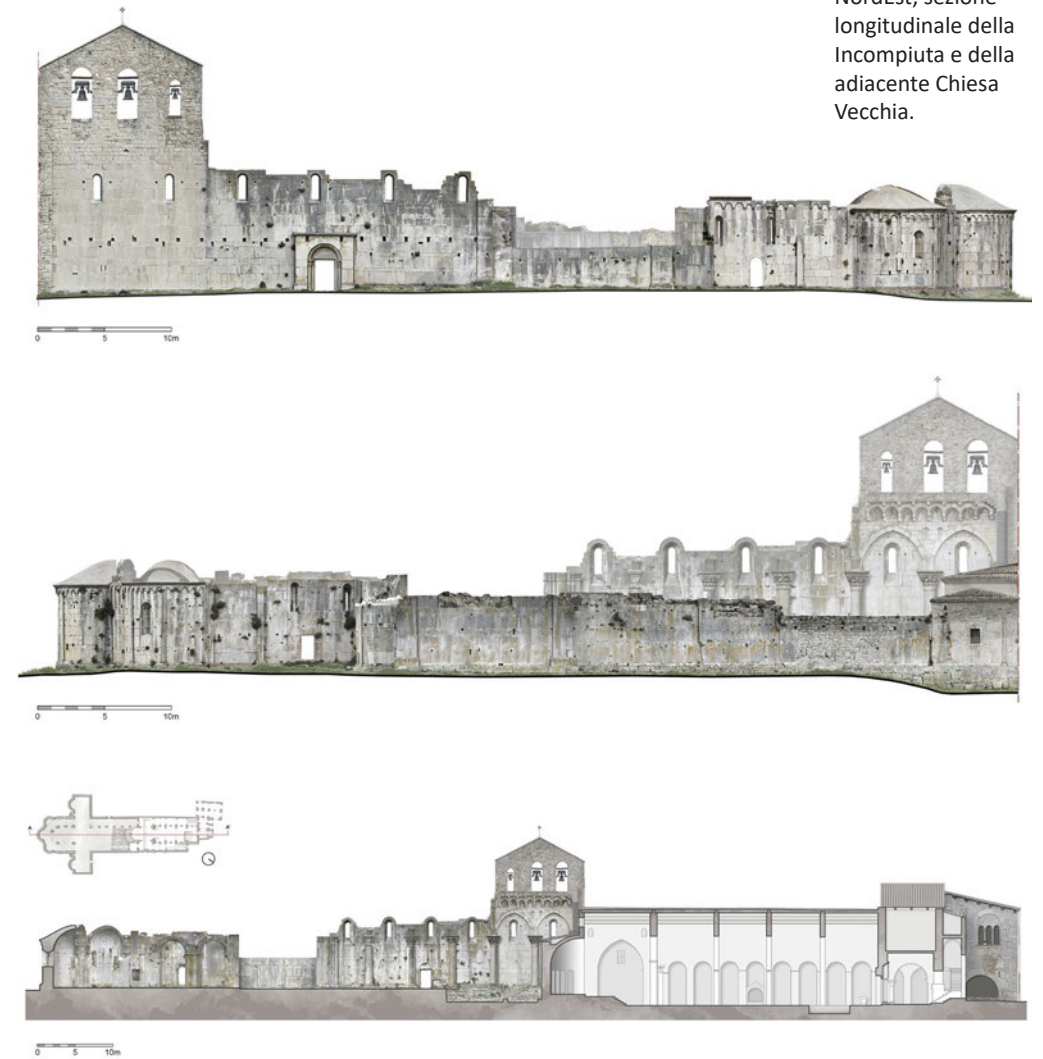 NordEst, sezione
longitudinale della
Incompiuta e della
adiacente Chiesa
Vecchia.
0 5 10m
0 5 10m
0 5 10m